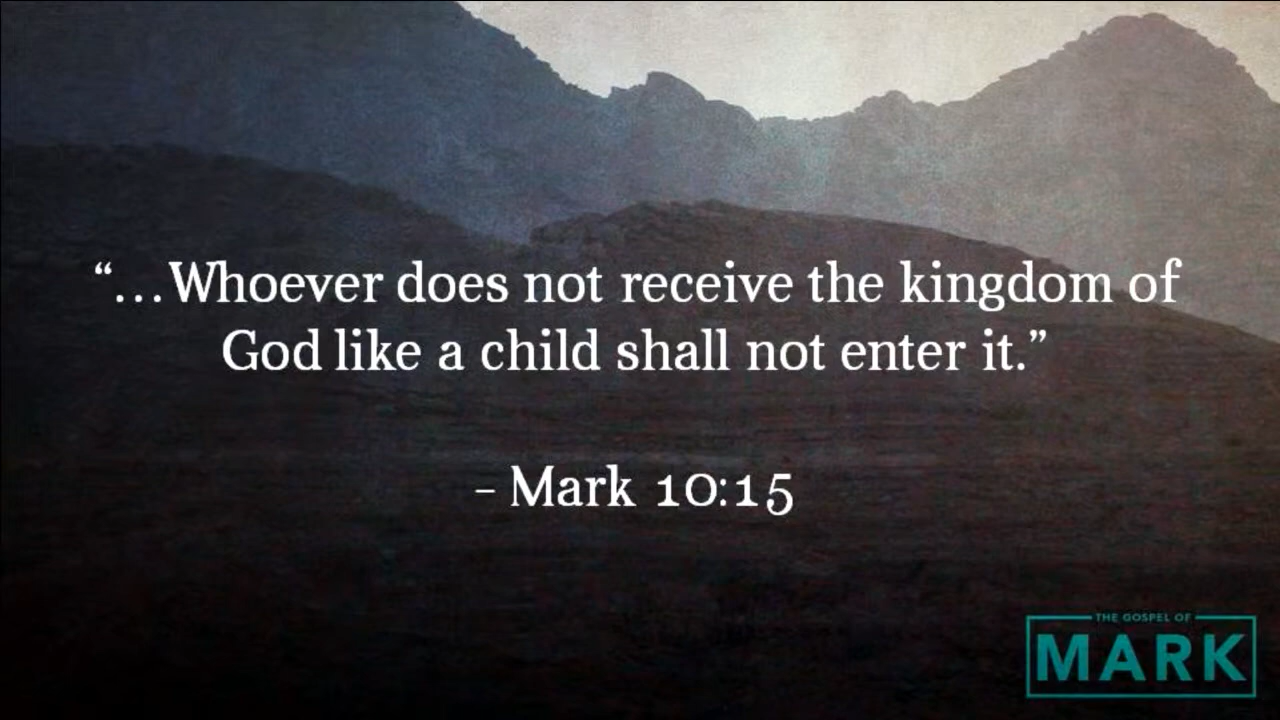 “...Whoever does not receive the kingdom of
God like a child shall not enter it.”
– Mark 10:15
THE GOSPEL OF
MARK